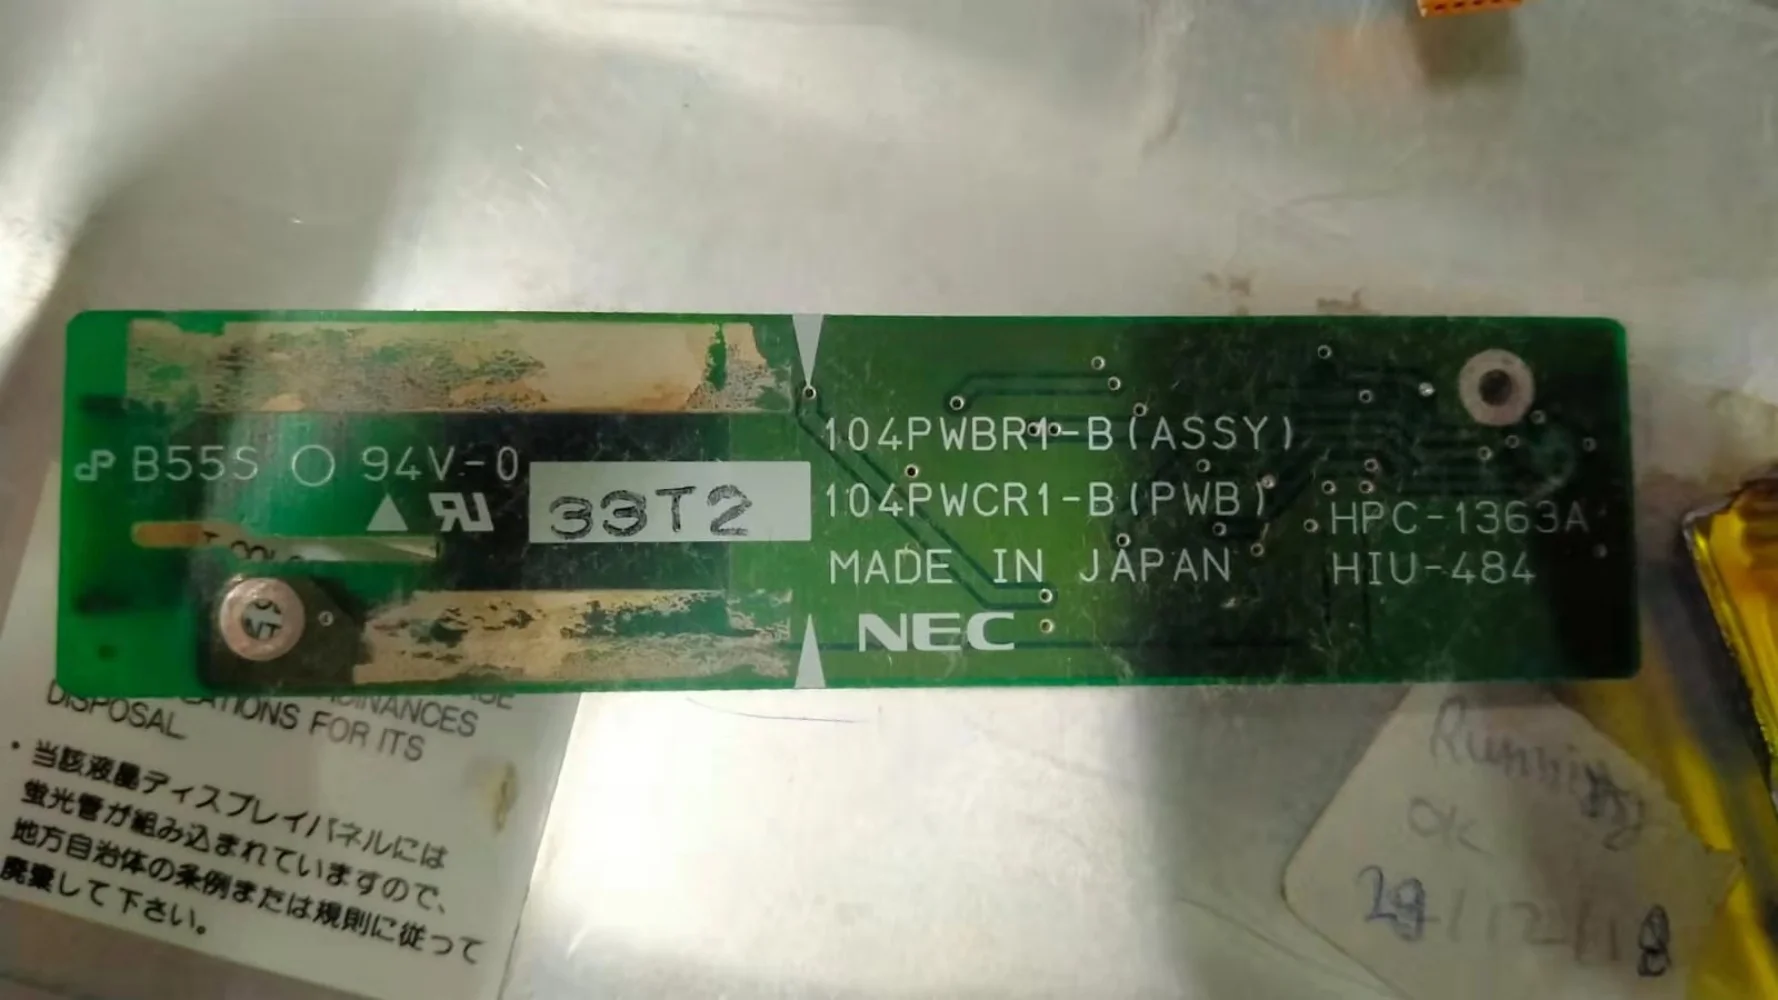 B55S 94V-0
33T2
104PWBR1-B(ASSY)
104PWCR1-B(PWB)
MADE IN JAPAN
NEC
HPC-1363A
HIU-484
DISPOSAL
FOR ITS
・当該液晶ディスプレイパネルには
蛍光管が組み込まれていますので、
地方自治体の条例または規則に従って
廃棄して下さい。
Running
OK
29/12/18